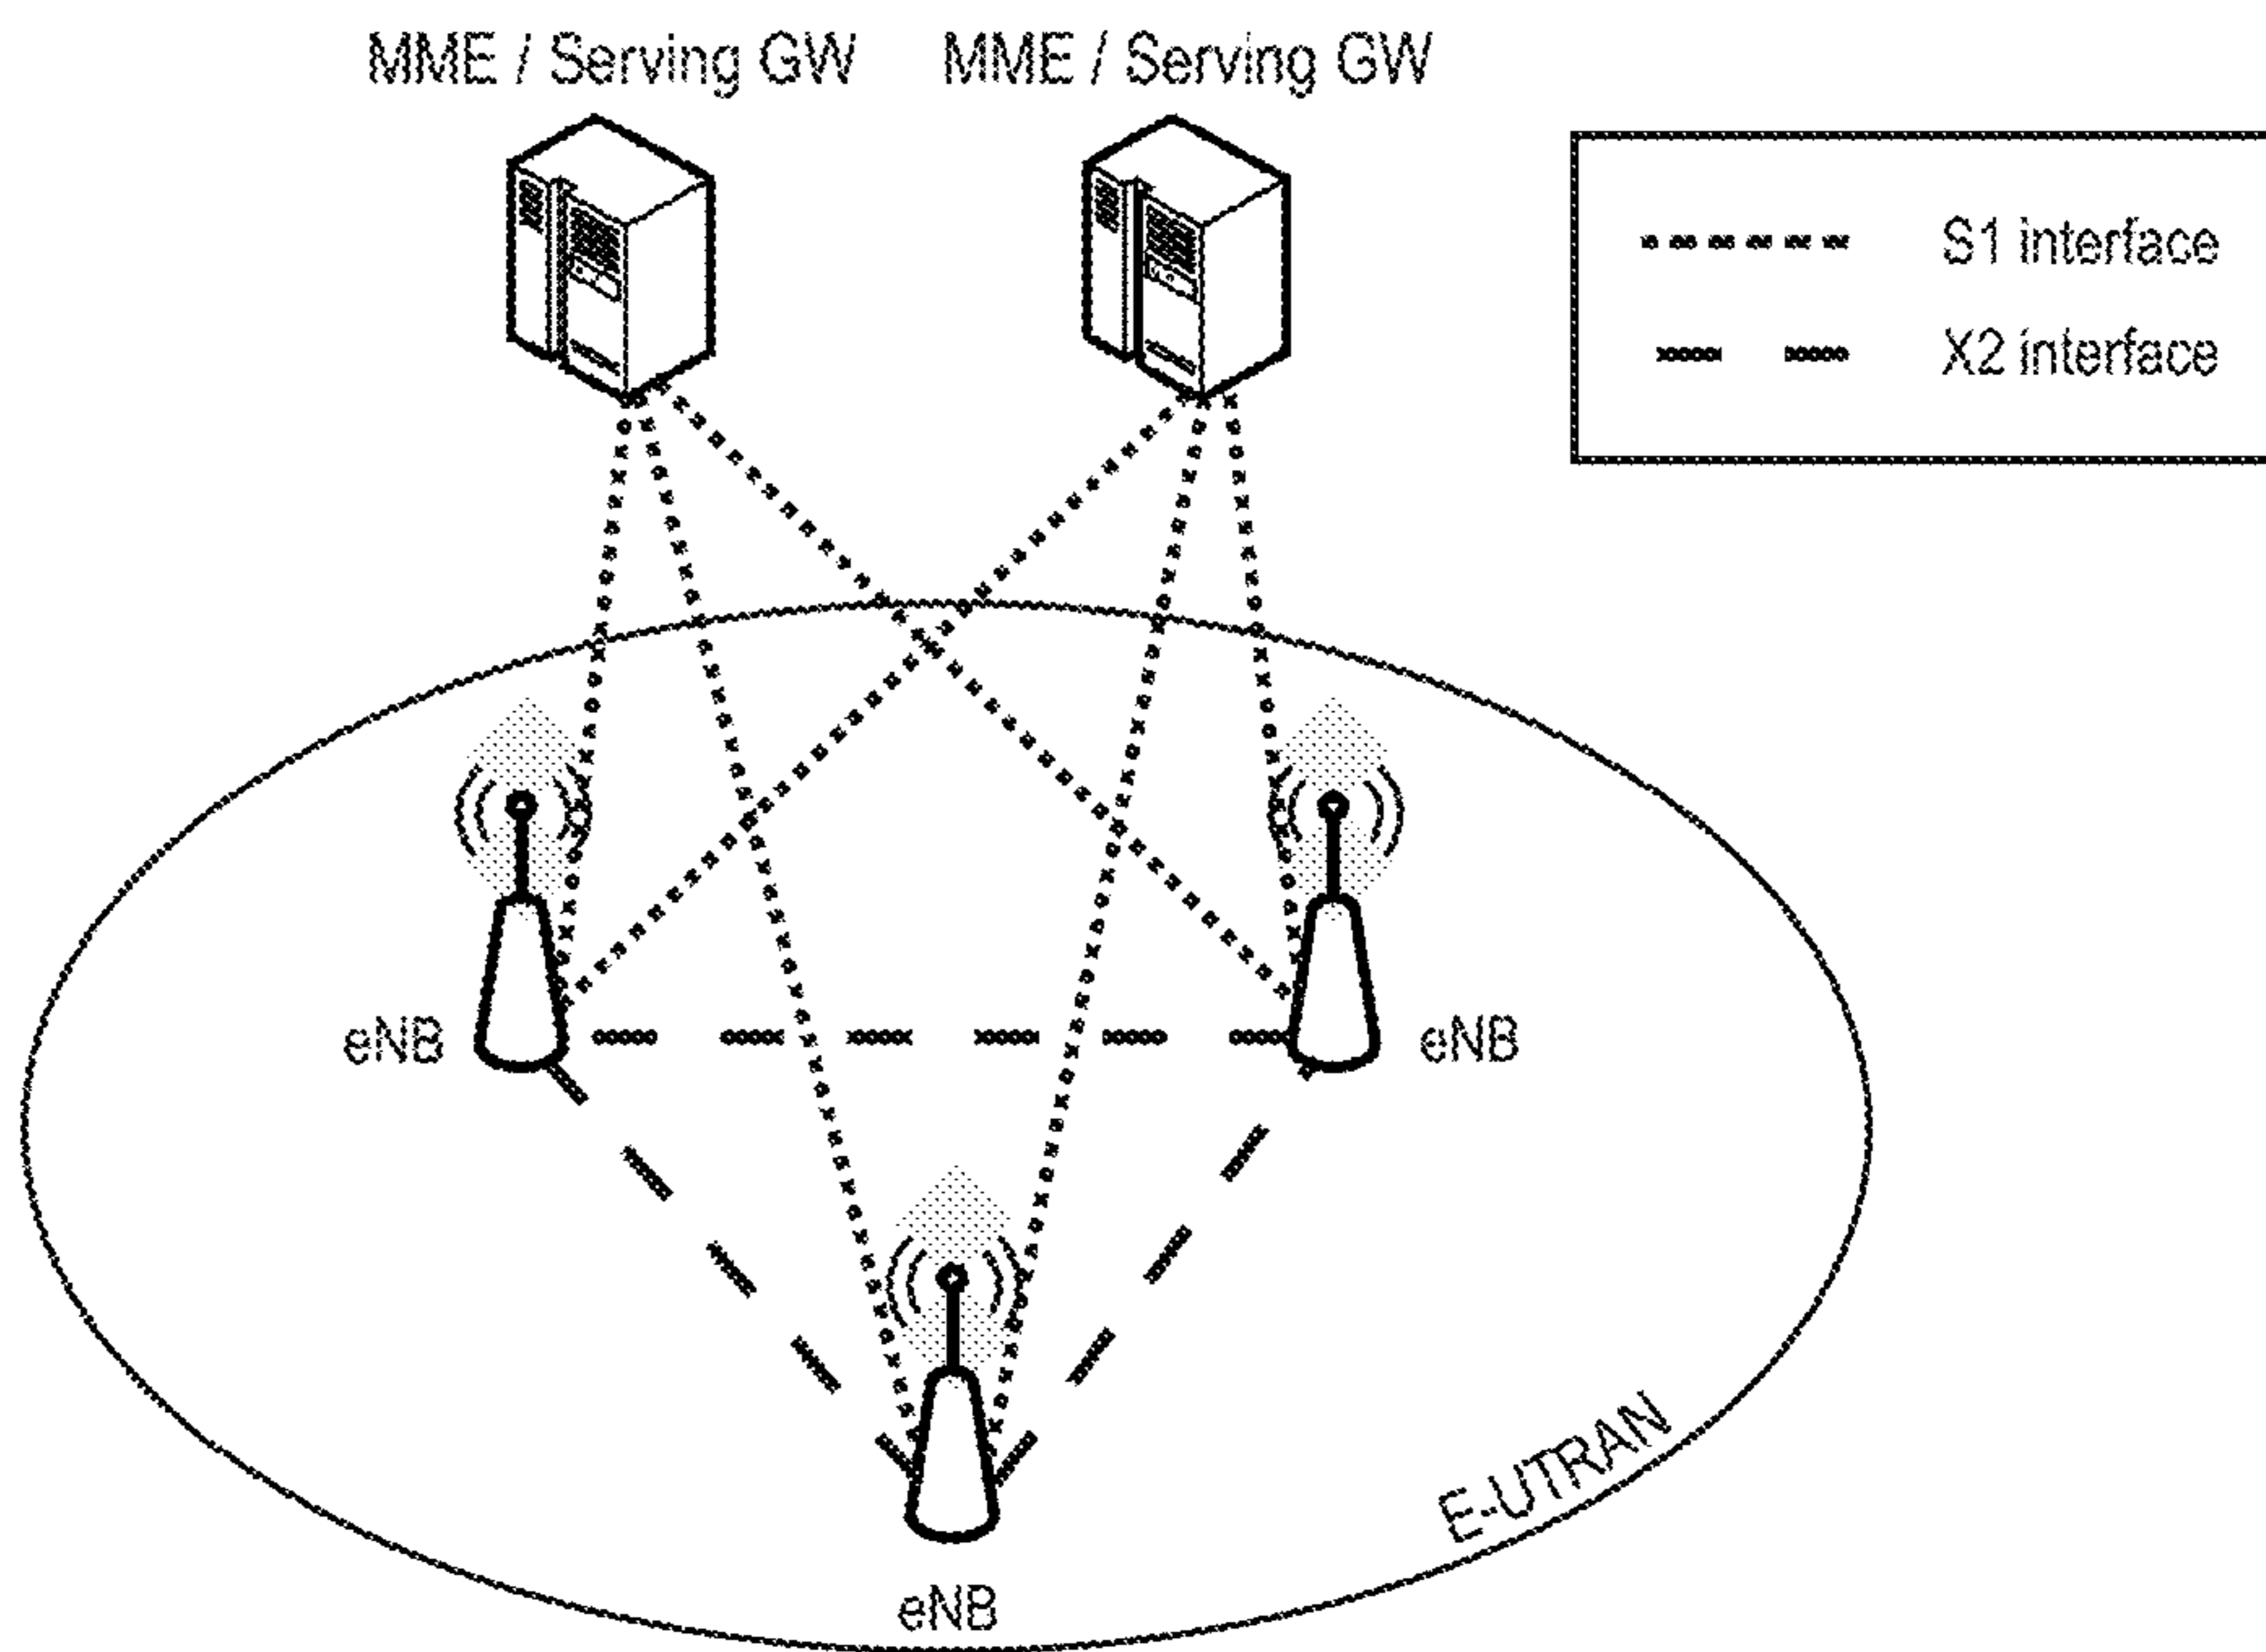 MME / Serving GW
MME / Serving GW
S1 interface
X2 interface
eNB
eNB
E-UTRAN
eNB